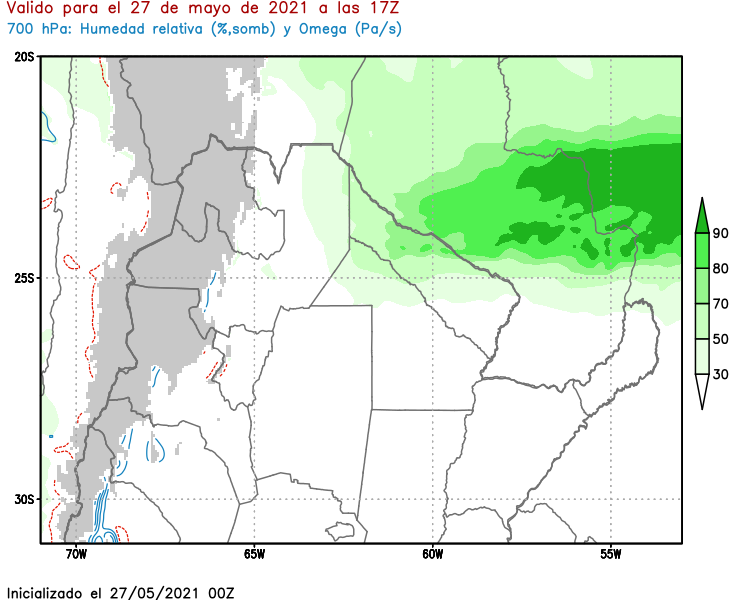 Valido para el 27 de mayo de 2021 a las 17Z
700 hPa: Humedad relativa (%,somb) y Omega (Pa/s)
20S
25S
30S
70W
65W
60W
55W
90
80
70
50
30
Inicializado el 27/05/2021 00Z